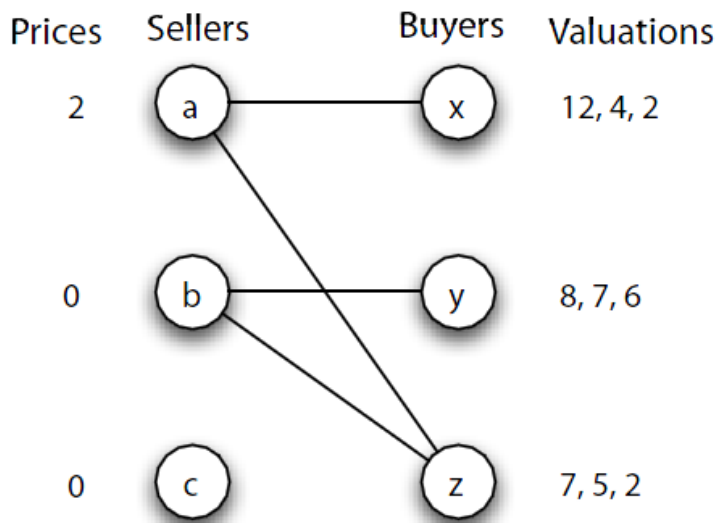 Prices Sellers Buyers Valuations
2 a x 12, 4, 2
0 b y 8, 7, 6
0 c z 7, 5, 2